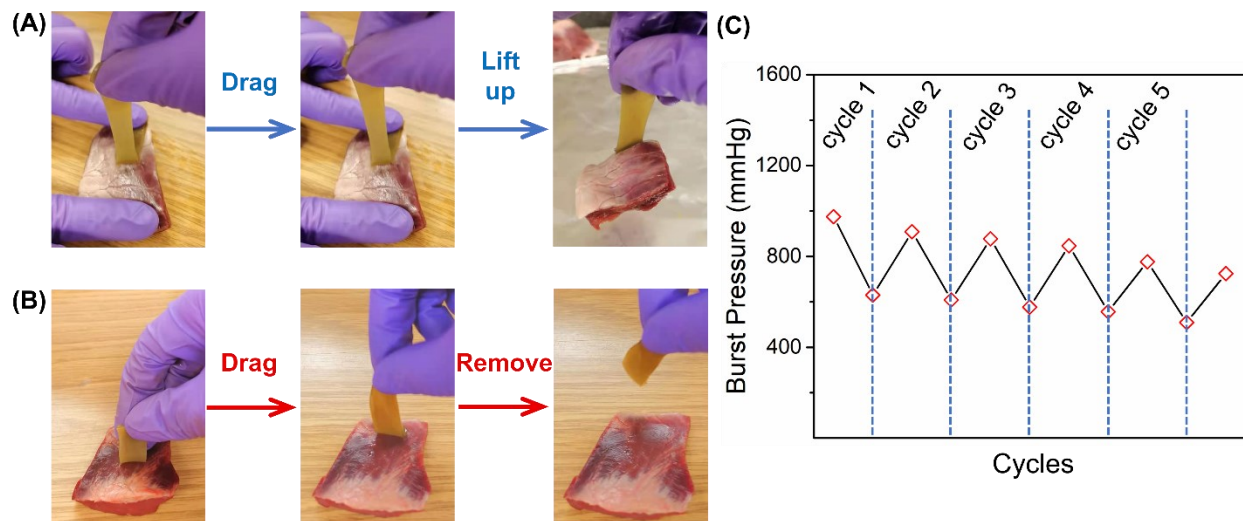 (A)
Drag
Lift
up
(B)
Drag
Remove
(C)
Burst Pressure (mmHg)
1600
1200
800
400
cycle 1
cycle 2
cycle 3
cycle 4
cycle 5
Cycles